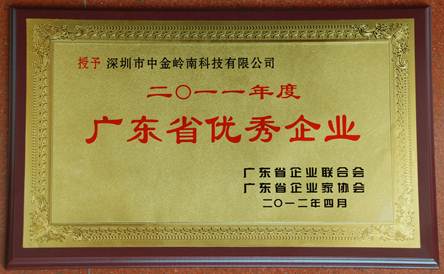 授予 深圳市中金岭南科技有限公司
二〇一一年度
广东省优秀企业
广东省企业联合会
广东省企业家协会
二〇一二年四月